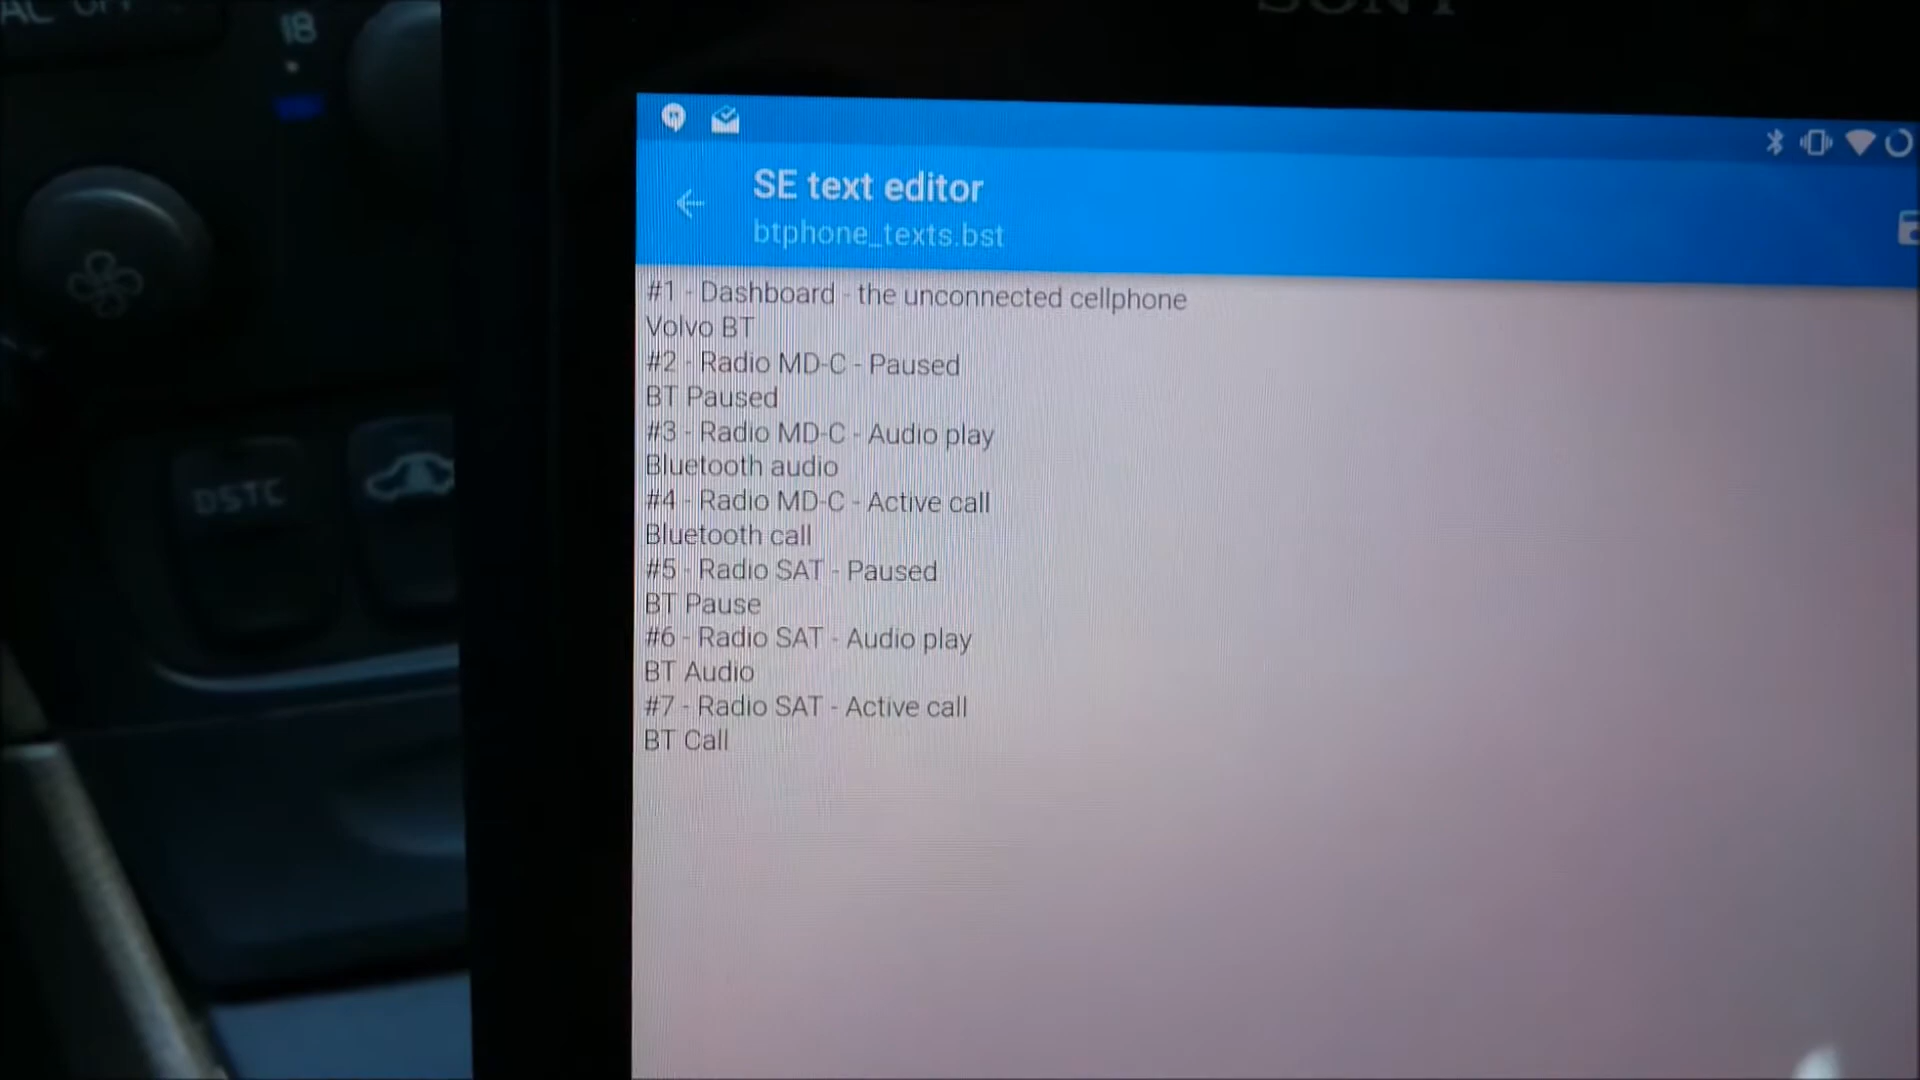 SONY
18
SE text editor
btphone_texts.bst
#1 - Dashboard - the unconnected cellphone
Volvo BT
#2 - Radio MD-C - Paused
BT Paused
#3 - Radio MD-C - Audio play
Bluetooth audio
#4 - Radio MD-C - Active call
Bluetooth call
#5 - Radio SAT - Paused
BT Pause
#6 - Radio SAT - Audio play
BT Audio
#7 - Radio SAT - Active call
BT Call
DSTC